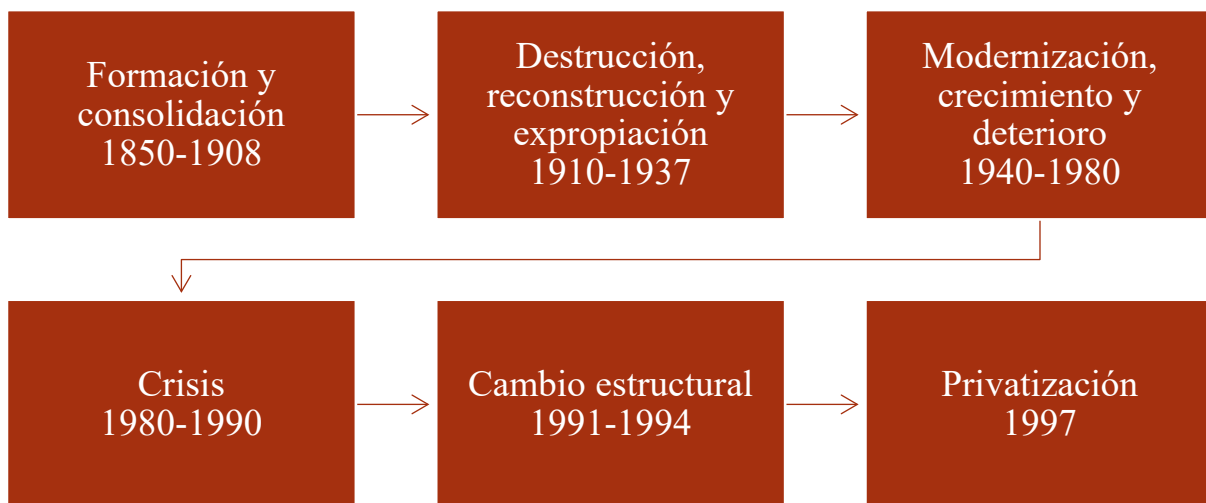 Formación y
consolidación
1850-1908
Destrucción,
reconstrucción y
expropiación
1910-1937
Modernización,
crecimiento y
deterioro
1940-1980
Crisis
1980-1990
Cambio estructural
1991-1994
Privatización
1997